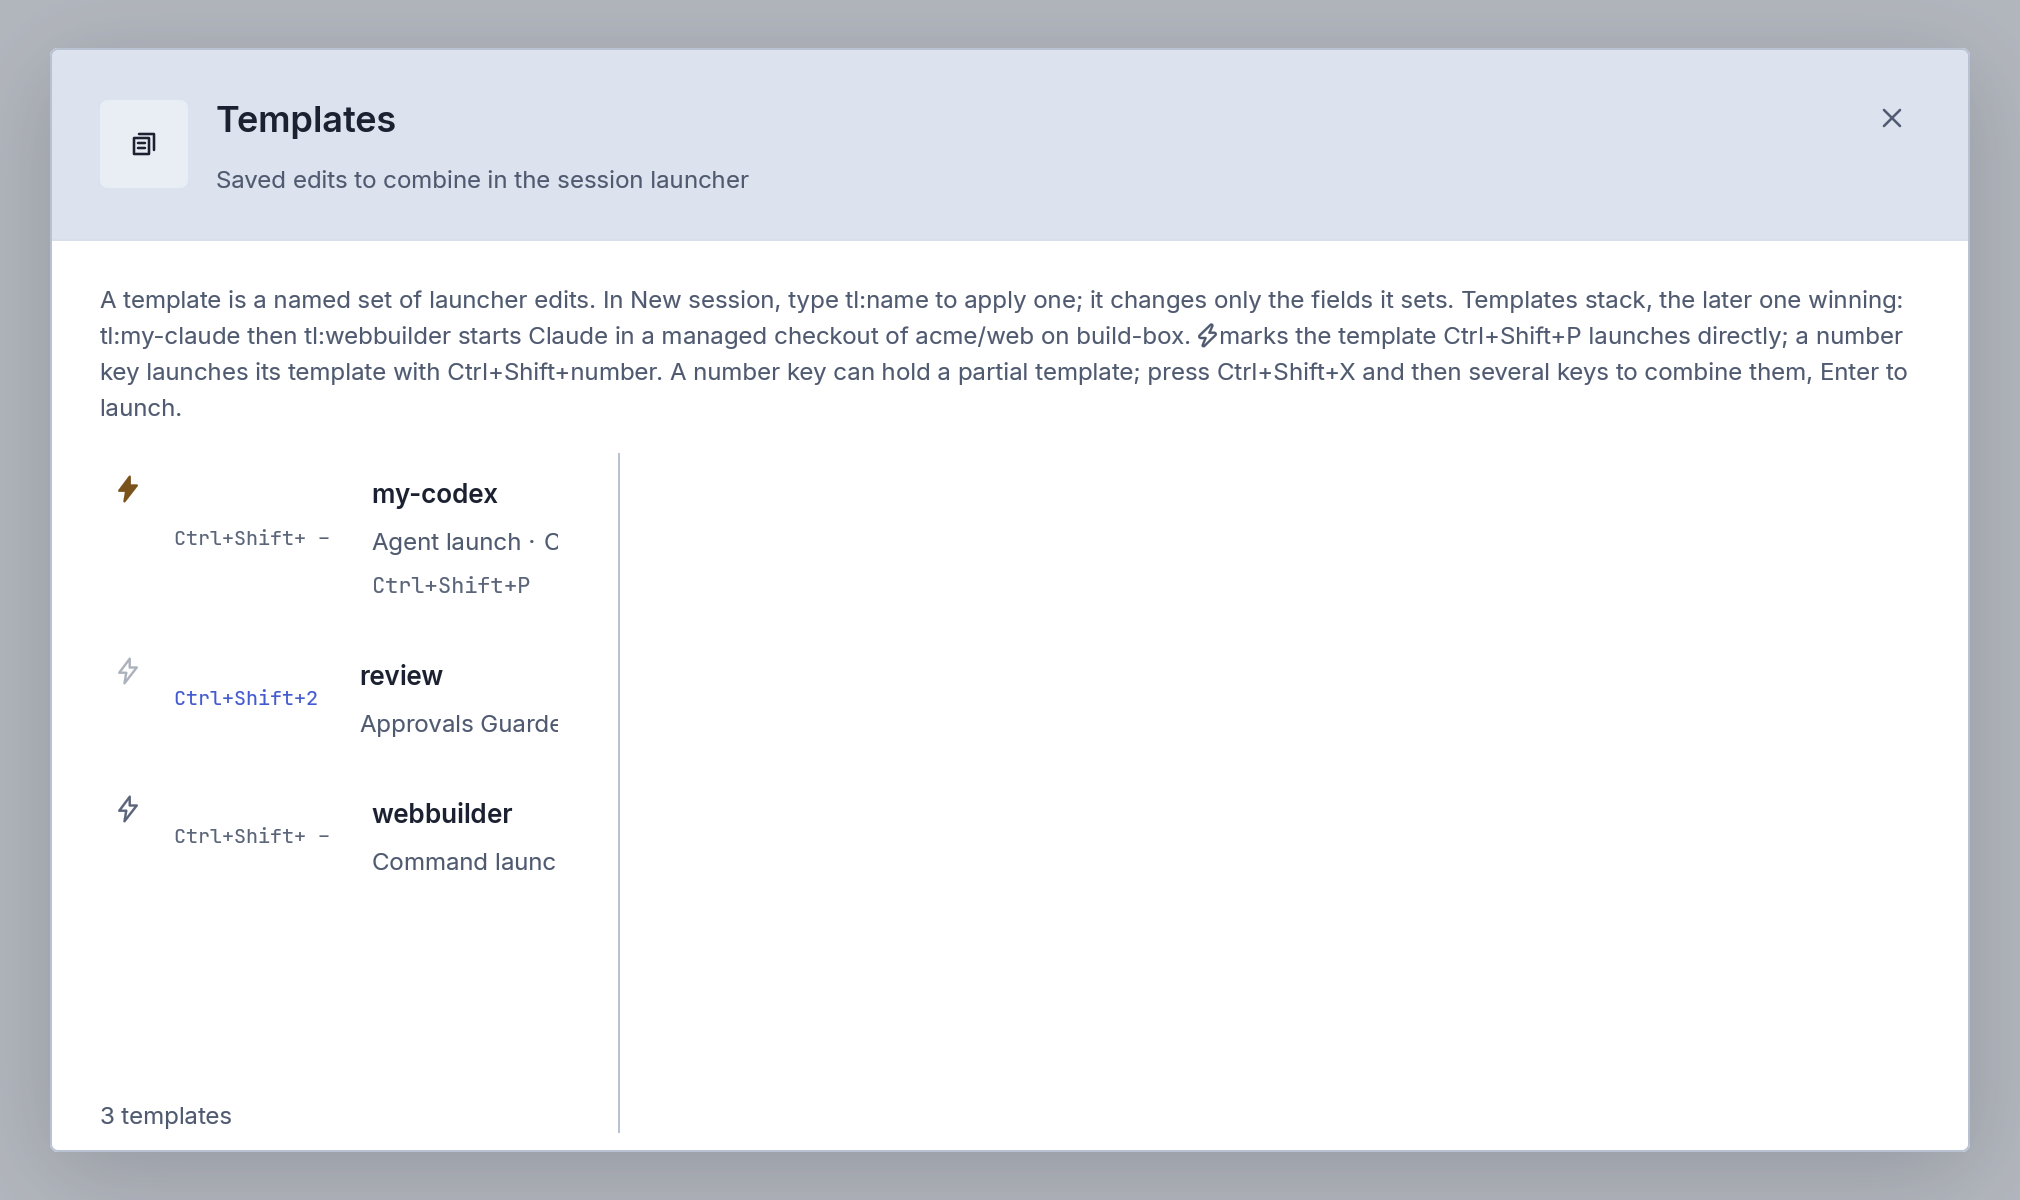 Templates
Saved edits to combine in the session launcher
A template is a named set of launcher edits. In New session, type tl:name to apply one; it changes only the fields it sets. Templates stack, the later one winning:
tl:my-claude then tl:webbuilder starts Claude in a managed checkout of acme/web on build-box. marks the template Ctrl+Shift+P launches directly; a number
key launches its template with Ctrl+Shift+number. A number key can hold a partial template; press Ctrl+Shift+X and then several keys to combine them, Enter to
launch.
my-codex
Ctrl+Shift+ –
Agent launch · C
Ctrl+Shift+P
review
Ctrl+Shift+2
Approvals Guarde
webbuilder
Ctrl+Shift+ –
Command launc
3 templates